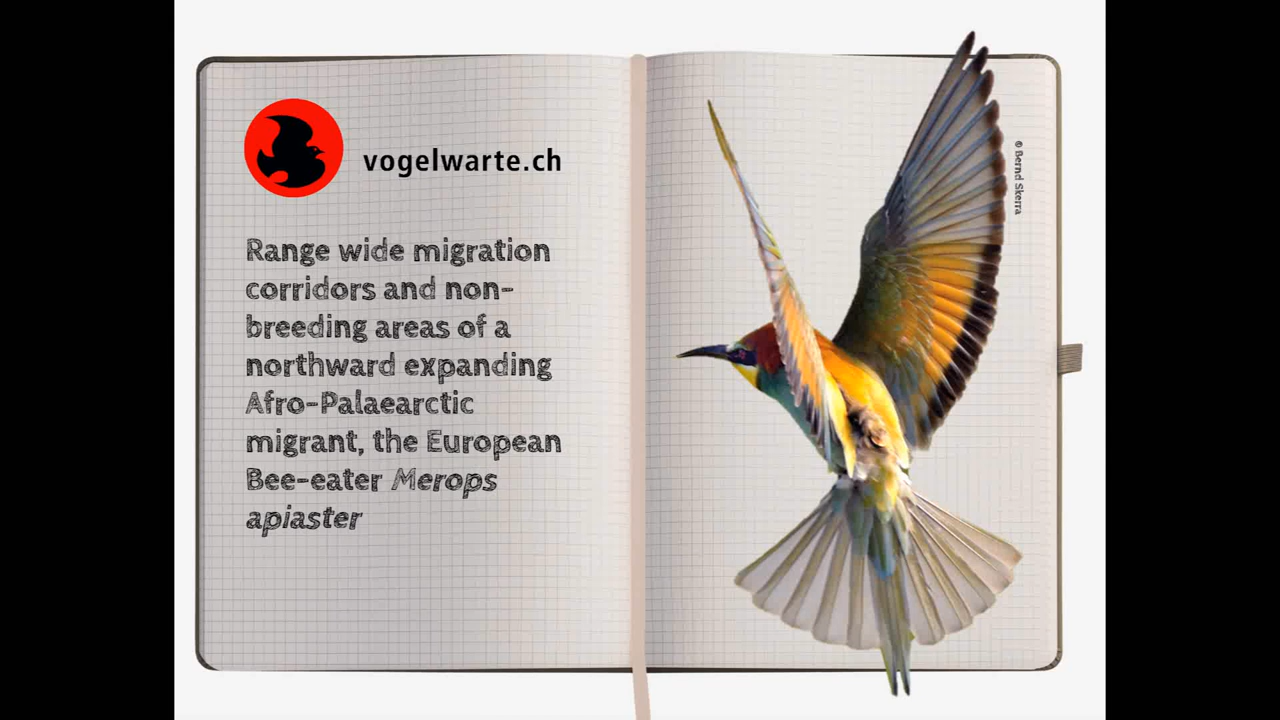 vogelwarte.ch
Range wide migration
corridors and non-
breeding areas of a
northward expanding
Afro-Palaearctic
migrant, the European
Bee-eater Merops
apiaster
© Bernd Skerra